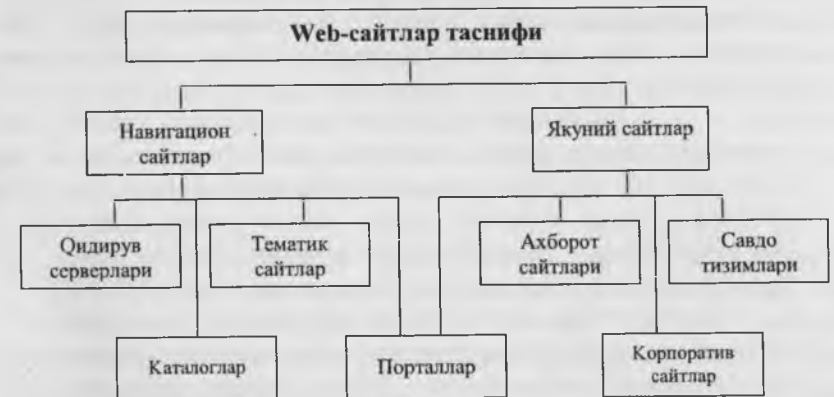 Web-сайтлар таснифи
Навигацион
сайтлар
Якуний сайтлар
Қидирув
серверлари
Тематик
сайтлар
Ахборот
сайтлари
Савдо
тизимлари
Каталоглар
Порталлар
Корпоратив
сайтлар